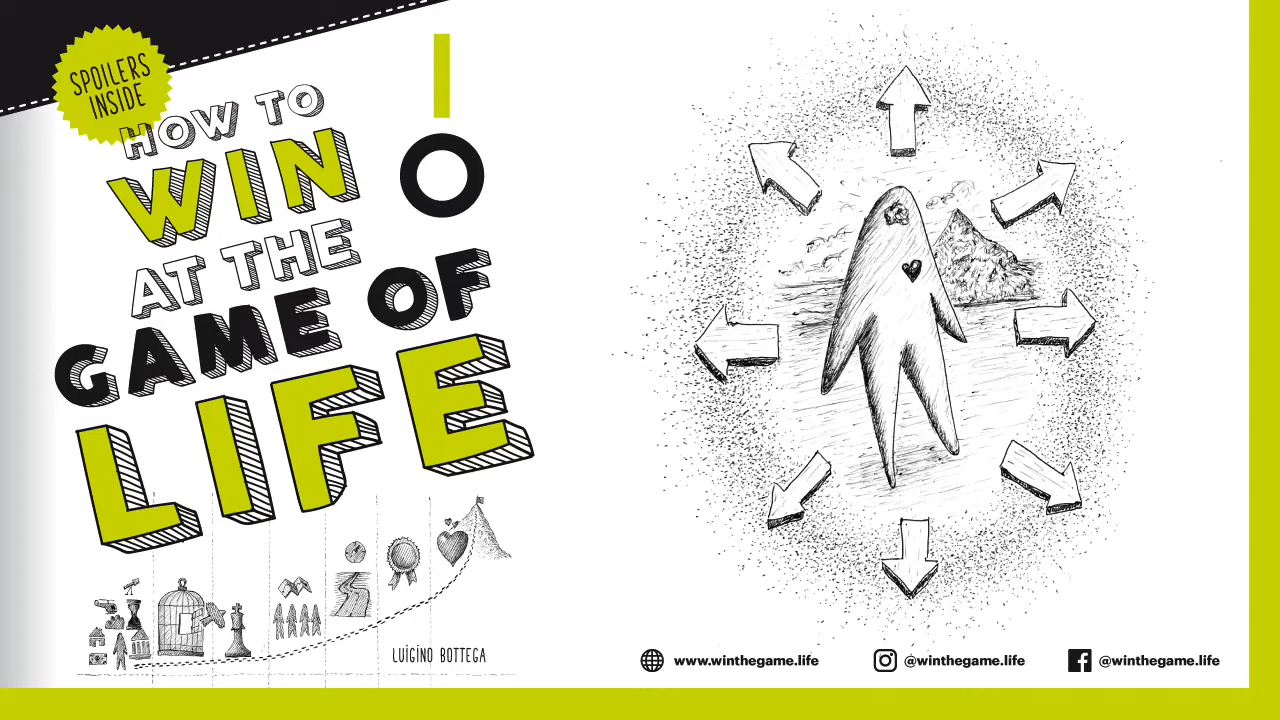 SPOILERS
INSIDE
HOW TO
WIN
AT THE
GAME OF
LIFE
LUIGINO BOTTEGA
www.winthegame.life
@winthegame.life
@winthegame.life